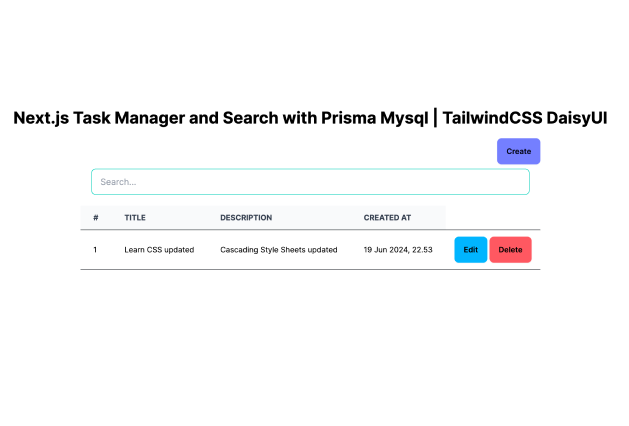 Next.js Task Manager and Search with Prisma Mysql | TailwindCSS DaisyUI
Create
Search...
# TITLE DESCRIPTION CREATED AT
1 Learn CSS updated Cascading Style Sheets updated 19 Jun 2024, 22.53 Edit Delete